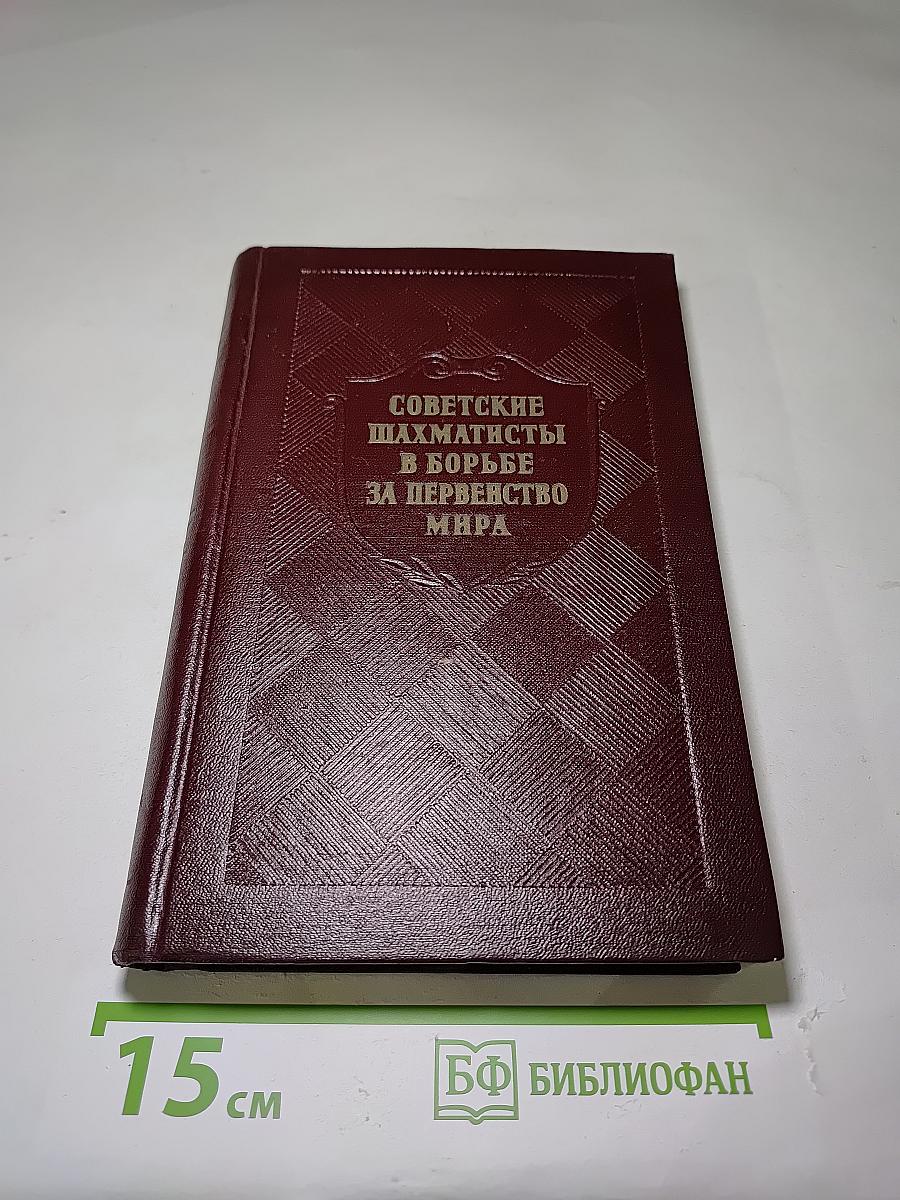 СОВЕТСКИЕ
ШАХМАТИСТЫ
В БОРЬБЕ
ЗА ПЕРВЕНСТВО
МИРА
15 см
БФ БИБЛИОФАН